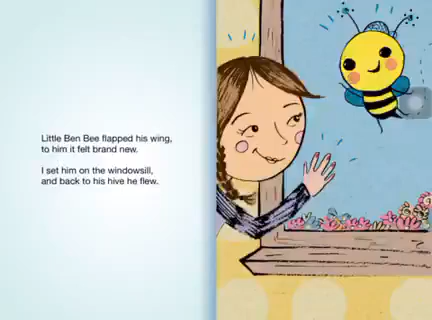 Little Ben Bee flapped his wing,
to him it felt brand new.
I set him on the windowsill,
and back to his hive he flew.